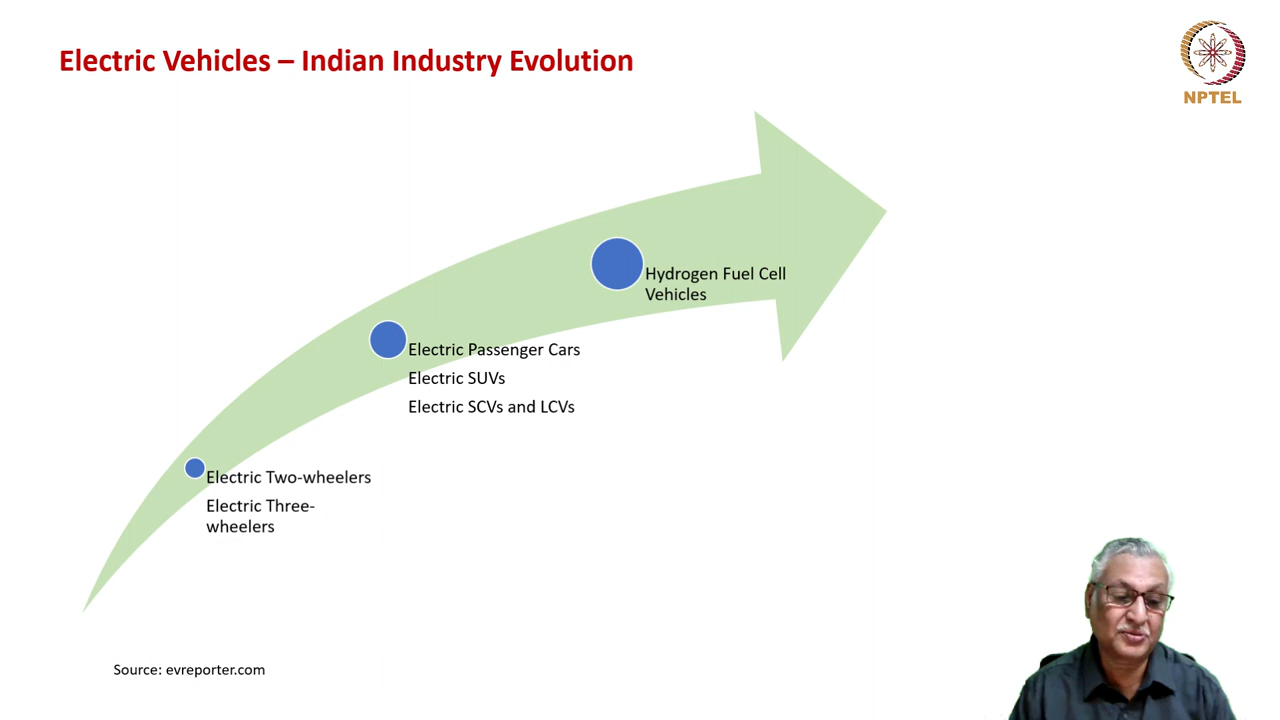 Electric Vehicles – Indian Industry Evolution
NPTEL
Hydrogen Fuel Cell
Vehicles
Electric Passenger Cars
Electric SUVs
Electric SCVs and LCVs
Electric Two-wheelers
Electric Three-
wheelers
Source: evreporter.com